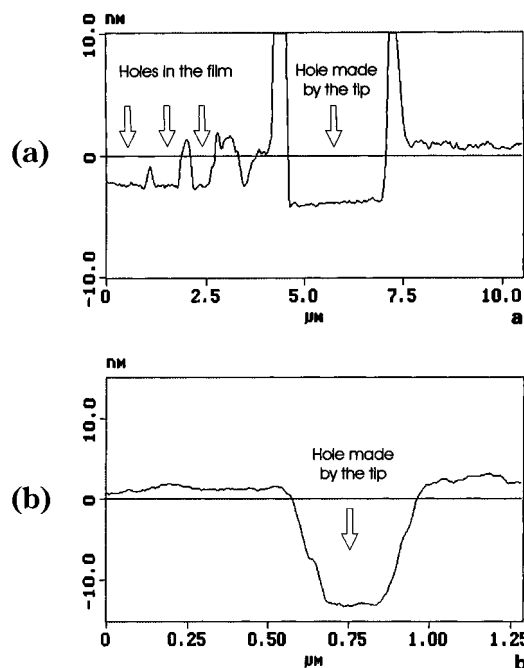 nM
10.0
0
-10.0
Holes in the film
Hole made
by the tip
(a)
-0
2.5
5.0
7.5
10.0
µM
a
nM
10.0
0
-10.0
Hole made
by the tip
(b)
0
0.25
0.50
0.75
1.00
1.25
µM
b